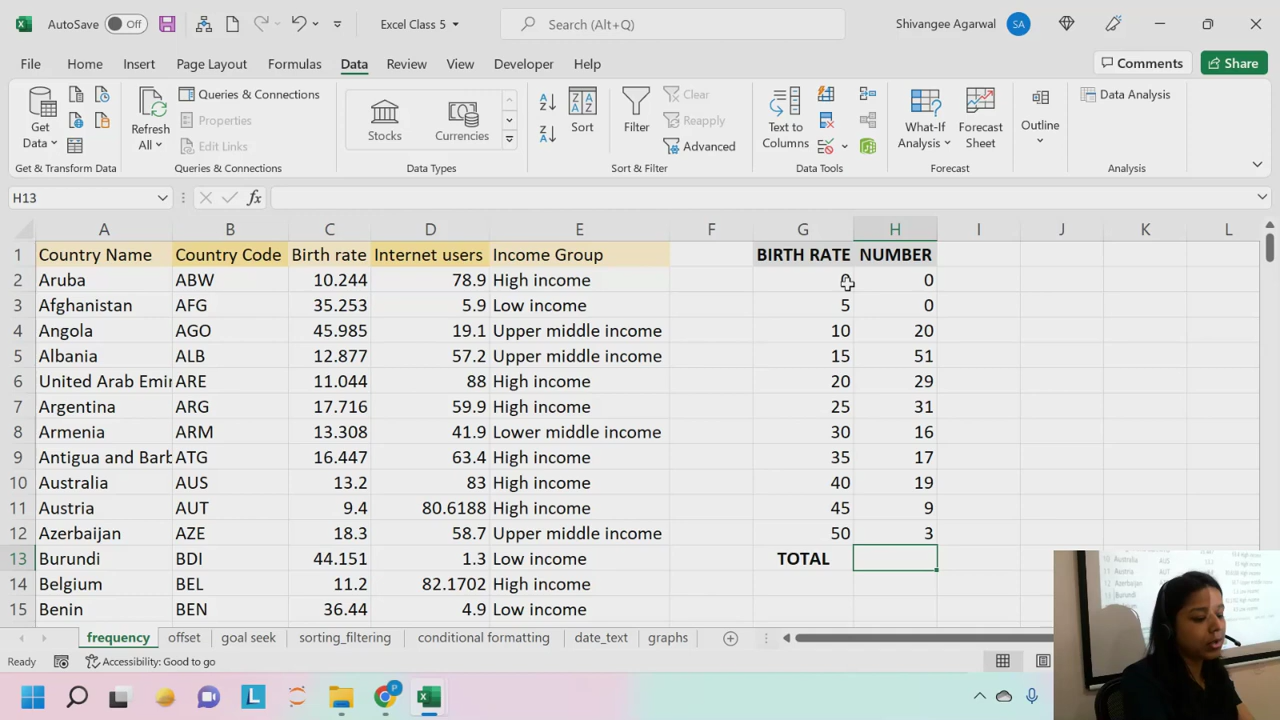 AutoSave Off Excel Class 5 Search (Alt+Q) Shivangee Agarwal SA
File Home Insert Page Layout Formulas Data Review View Developer Help Comments Share
Get Data Refresh All Queries & Connections Properties Edit Links Stocks Currencies Sort Filter Clear Reapply Advanced Text to Columns What-If Analysis Forecast Sheet Outline Data Analysis
Get & Transform Data Queries & Connections Data Types Sort & Filter Data Tools Forecast Analysis
H13 fx
A B C D E F G H I J K L
1 Country Name Country Code Birth rate Internet users Income Group BIRTH RATE NUMBER
2 Aruba ABW 10.244 78.9 High income 0 0
3 Afghanistan AFG 35.253 5.9 Low income 5 0
4 Angola AGO 45.985 19.1 Upper middle income 10 20
5 Albania ALB 12.877 57.2 Upper middle income 15 51
6 United Arab Emir ARE 11.044 88 High income 20 29
7 Argentina ARG 17.716 59.9 High income 25 31
8 Armenia ARM 13.308 41.9 Lower middle income 30 16
9 Antigua and Barb ATG 16.447 63.4 High income 35 17
10 Australia AUS 13.2 83 High income 40 19
11 Austria AUT 9.4 80.6188 High income 45 9
12 Azerbaijan AZE 18.3 58.7 Upper middle income 50 3
13 Burundi BDI 44.151 1.3 Low income TOTAL
14 Belgium BEL 11.2 82.1702 High income
15 Benin BEN 36.44 4.9 Low income
frequency offset goal seek sorting_filtering conditional formatting date_text graphs
Ready Accessibility: Good to go